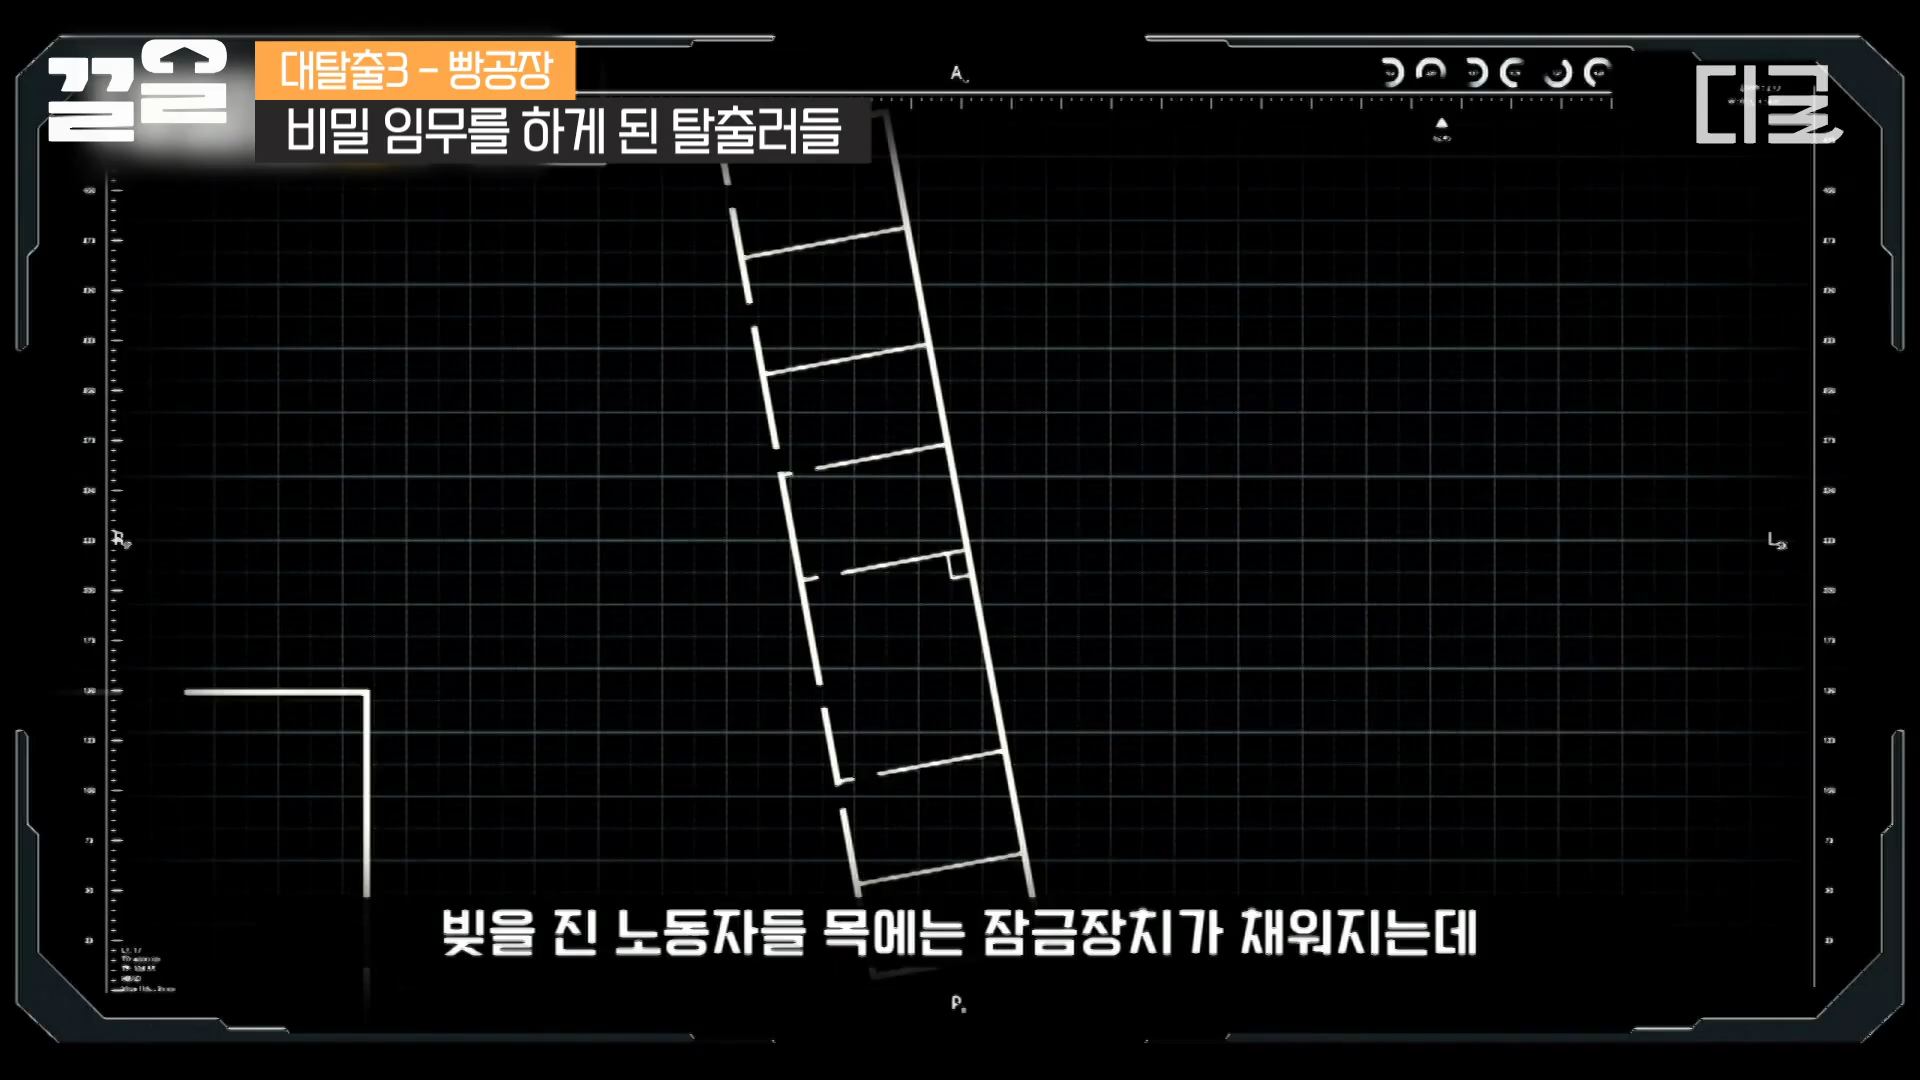 끌올
대탈출3 - 빵공장
비밀 임무를 하게 된 탈출러들
디글
A
R
L
P
빚을 진 노동자들 목에는 잠금장치가 채워지는데